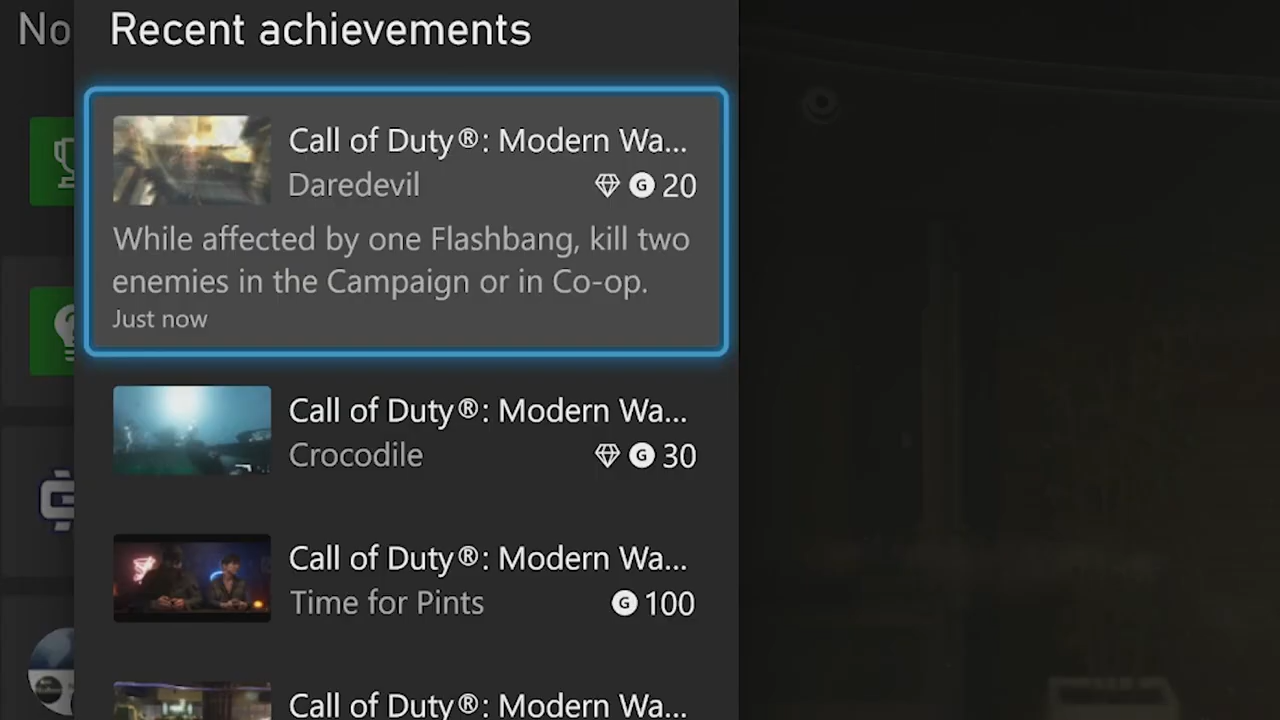 No
Recent achievements
Call of Duty®: Modern Wa...
Daredevil
G 20
While affected by one Flashbang, kill two
enemies in the Campaign or in Co-op.
Just now
Call of Duty®: Modern Wa...
Crocodile
G 30
Call of Duty®: Modern Wa...
Time for Pints
G 100
Call of Duty®: Modern Wa...